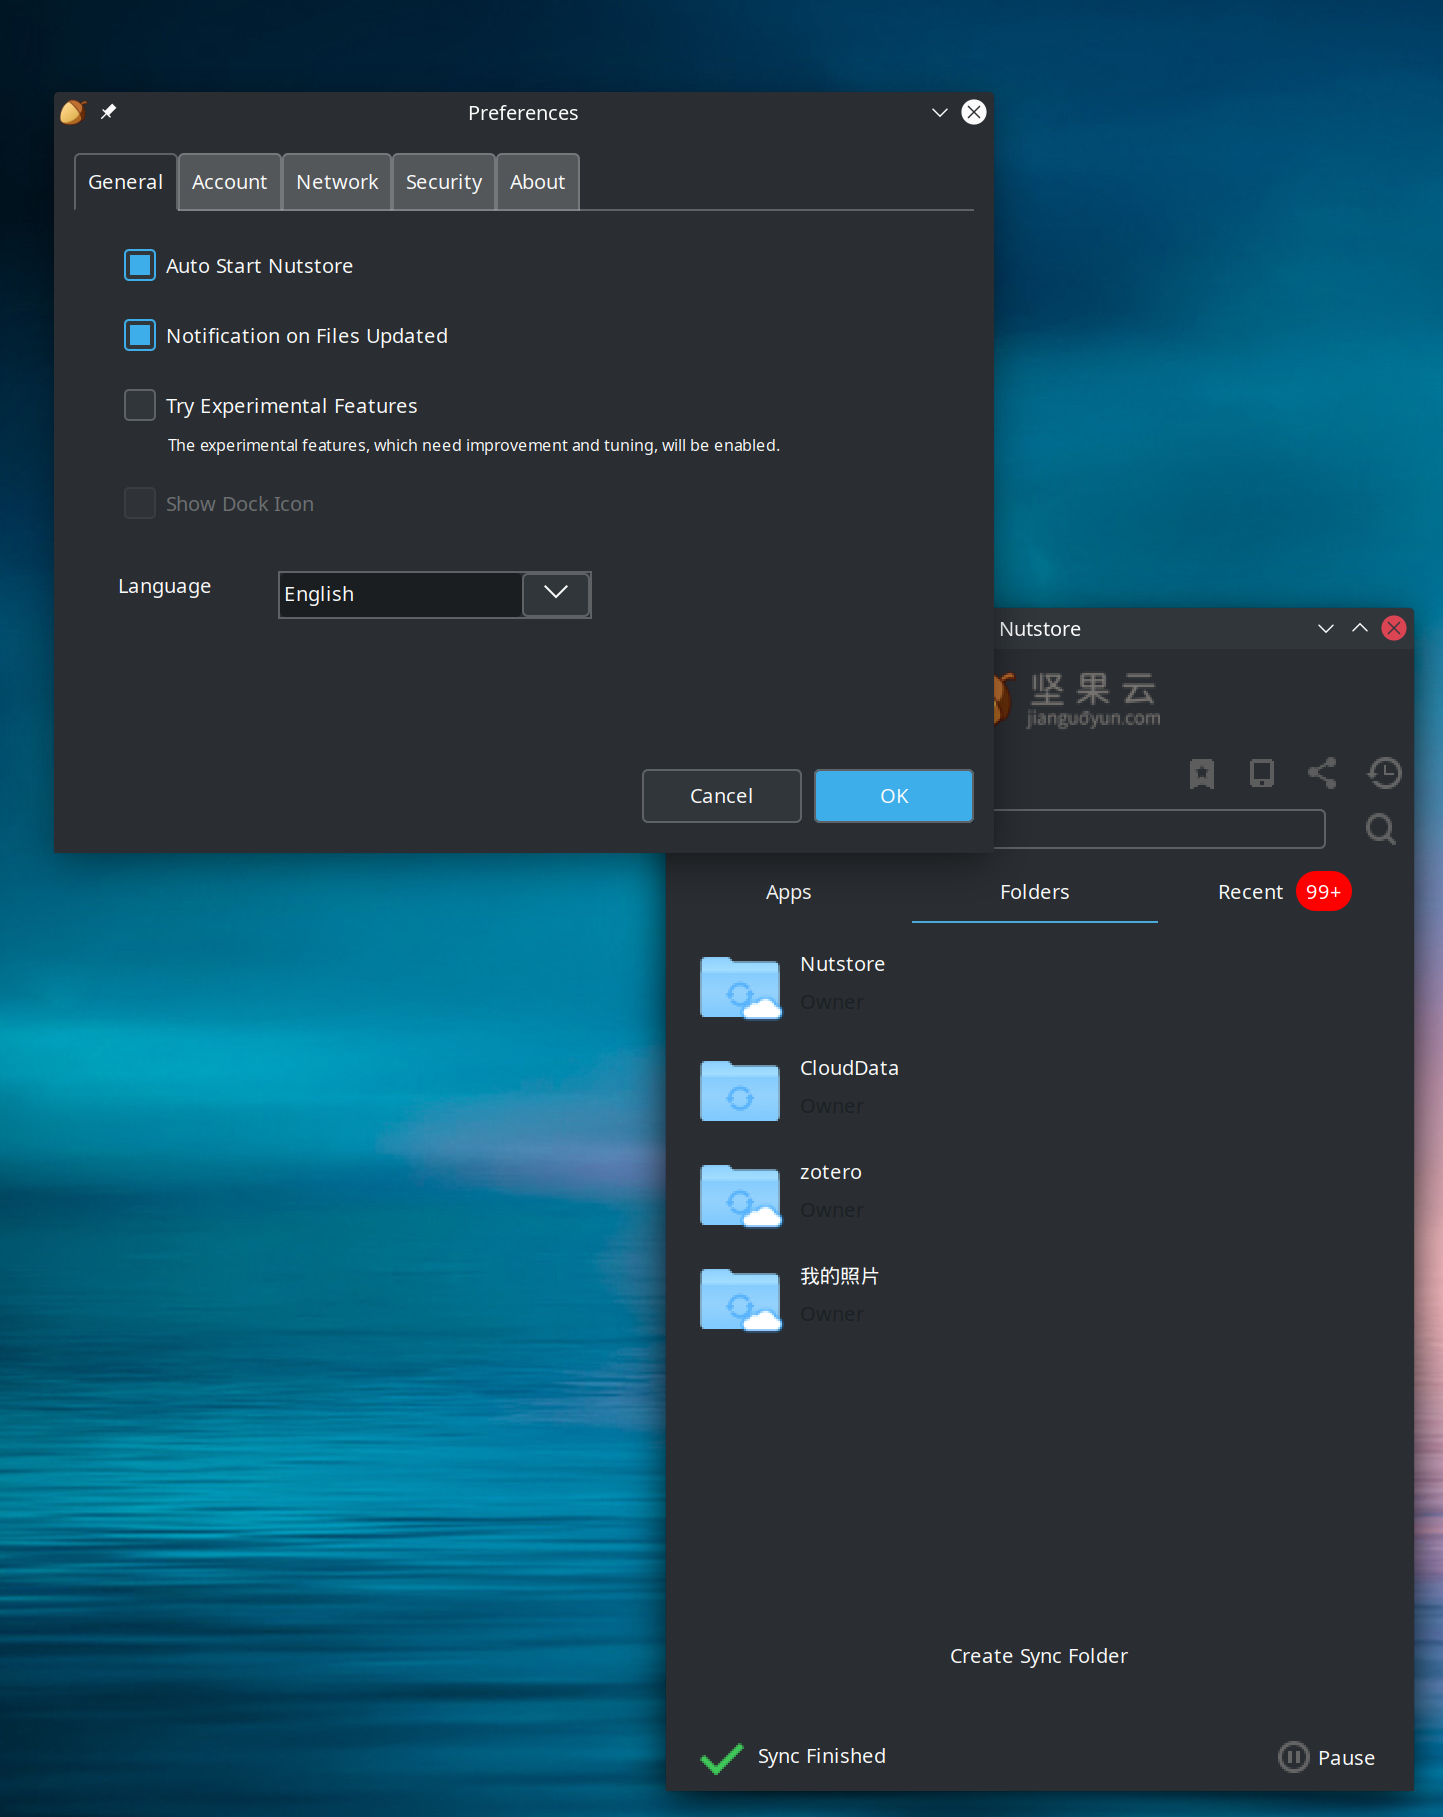 Preferences
General
Account
Network
Security
About
Auto Start Nutstore
Notification on Files Updated
Try Experimental Features
The experimental features, which need improvement and tuning, will be enabled.
Show Dock Icon
Language
English
Cancel
OK
Nutstore
坚果云
jianguoyun.com
Apps
Folders
Recent
99+
Nutstore
Owner
CloudData
Owner
zotero
Owner
我的照片
Owner
Create Sync Folder
Sync Finished
Pause